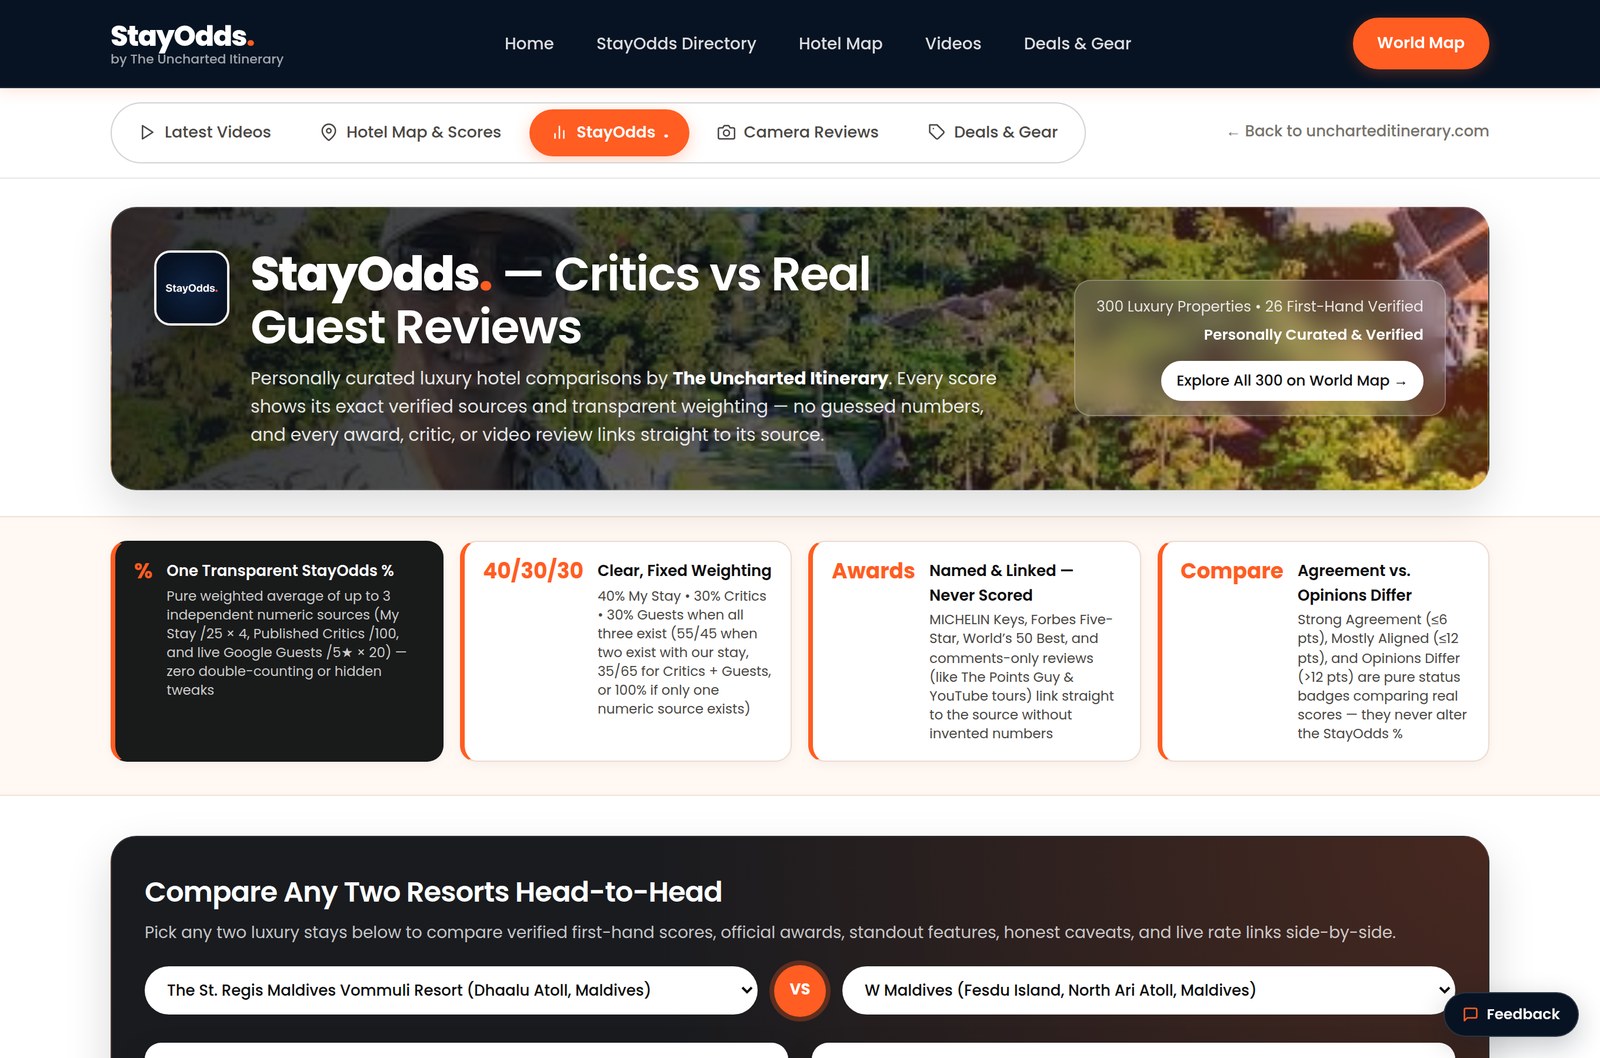 StayOdds.
by The Uncharted Itinerary
Home
StayOdds Directory
Hotel Map
Videos
Deals & Gear
World Map
Latest Videos
Hotel Map & Scores
StayOdds .
Camera Reviews
Deals & Gear
← Back to uncharteditinerary.com
StayOdds.
StayOdds. — Critics vs Real
Guest Reviews
Personally curated luxury hotel comparisons by The Uncharted Itinerary. Every score
shows its exact verified sources and transparent weighting — no guessed numbers,
and every award, critic, or video review links straight to its source.
300 Luxury Properties • 26 First-Hand Verified
Personally Curated & Verified
Explore All 300 on World Map →
%
One Transparent StayOdds %
Pure weighted average of up to 3
independent numeric sources (My
Stay /25 × 4, Published Critics /100,
and live Google Guests /5★ × 20) —
zero double-counting or hidden
tweaks
40/30/30
Clear, Fixed Weighting
40% My Stay • 30% Critics
• 30% Guests when all
three exist (55/45 when
two exist with our stay,
35/65 for Critics + Guests,
or 100% if only one
numeric source exists)
Awards
Named & Linked —
Never Scored
MICHELIN Keys, Forbes Five-
Star, World's 50 Best, and
comments-only reviews
(like The Points Guy &
YouTube tours) link straight
to the source without
invented numbers
Compare
Agreement vs.
Opinions Differ
Strong Agreement (≤6
pts), Mostly Aligned (≤12
pts), and Opinions Differ
(>12 pts) are pure status
badges comparing real
scores — they never alter
the StayOdds %
Compare Any Two Resorts Head-to-Head
Pick any two luxury stays below to compare verified first-hand scores, official awards, standout features, honest caveats, and live rate links side-by-side.
The St. Regis Maldives Vommuli Resort (Dhaalu Atoll, Maldives)
VS
W Maldives (Fesdu Island, North Ari Atoll, Maldives)
Feedback